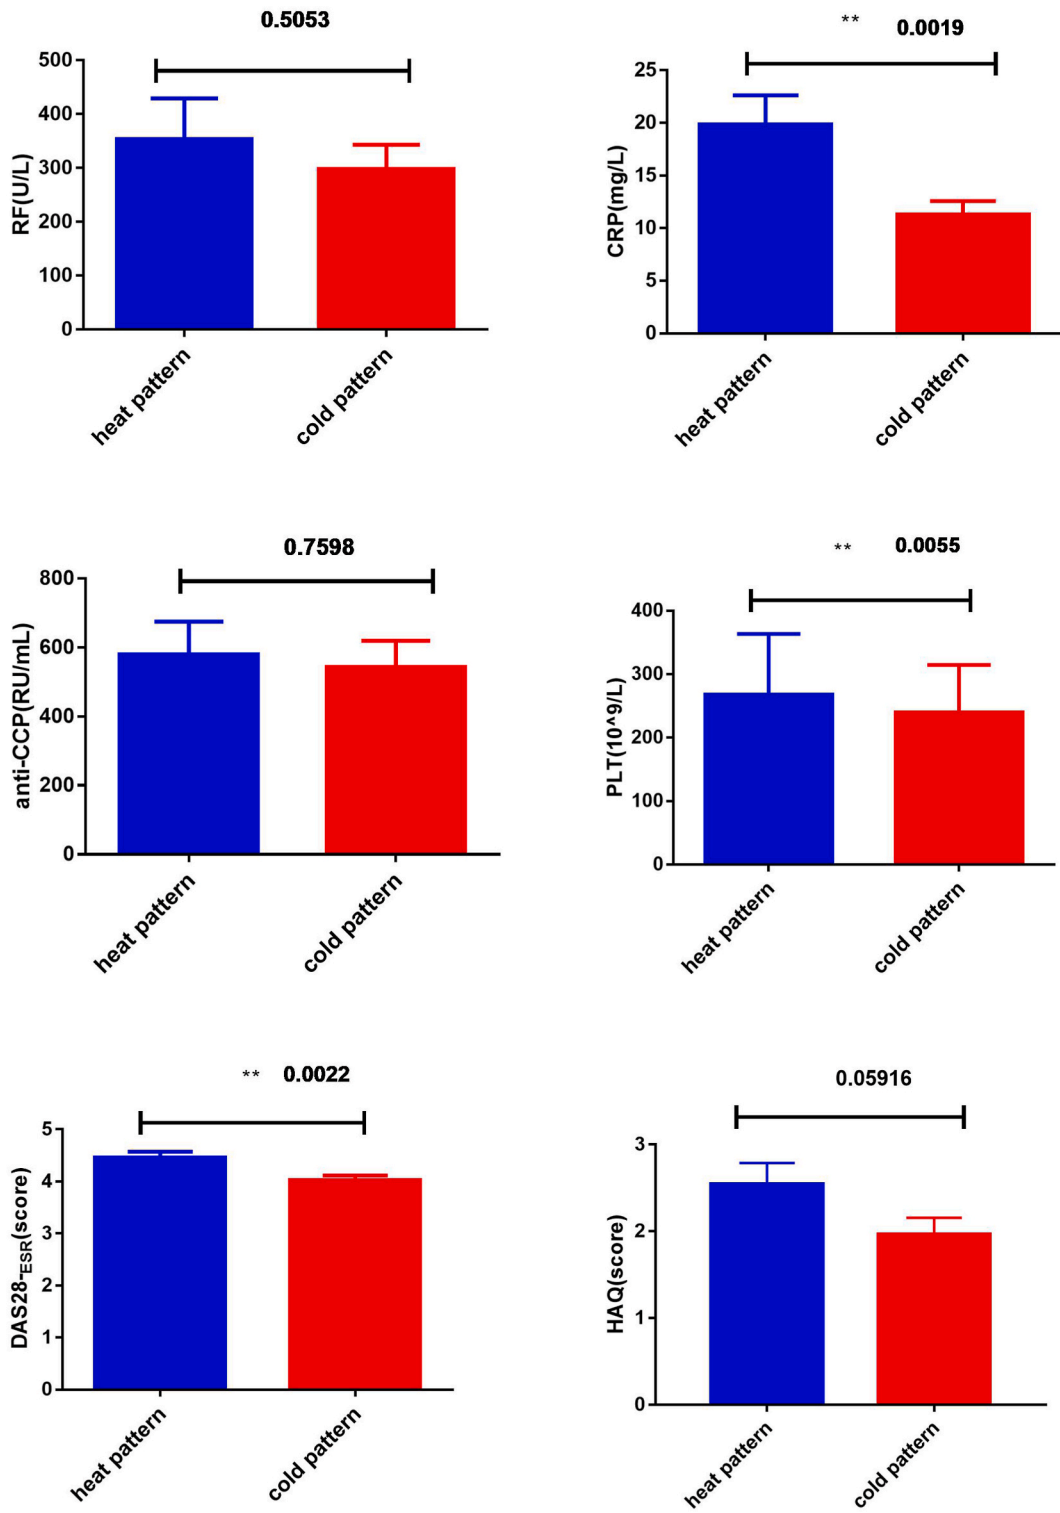 0.5053
RF(U/L)
500
400
300
200
100
0
heat pattern
cold pattern
** 0.0019
CRP(mg/L)
25
20
15
10
5
0
heat pattern
cold pattern
0.7598
anti-CCP(RU/mL)
800
600
400
200
0
heat pattern
cold pattern
** 0.0055
PLT(10^9/L)
400
300
200
100
0
heat pattern
cold pattern
** 0.0022
DAS28-ESR(score)
5
4
3
2
1
0
heat pattern
cold pattern
0.05916
HAQ(score)
3
2
1
0
heat pattern
cold pattern